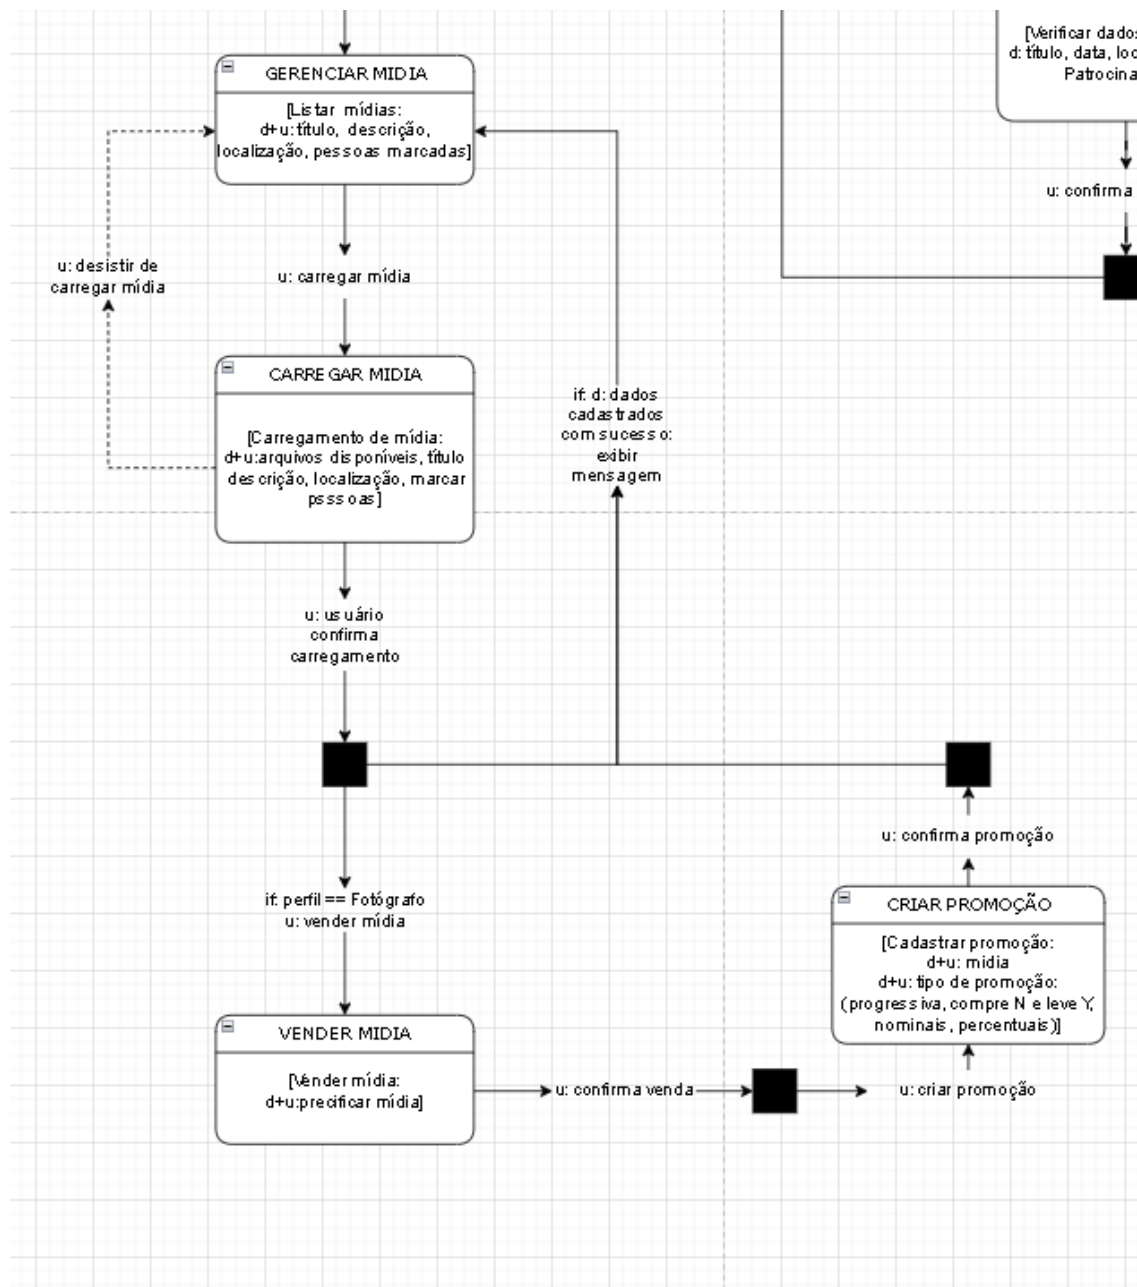 GERENCIAR MIDIA
[Listar mídias:
d+u: título, descrição,
localização, pessoas marcadas]
[Verificar dados
d: título, data, loc
Patrocina
u: confirma
u: desistir de
carregar mídia
u: carregar mídia
CARREGAR MIDIA
[Carregamento de mídia:
d+u:arquivos disponíveis, título
descrição, localização, marcar
psssoas]
if: d: dados
cadastrados
com sucesso:
exibir
mensagem
u: usuário
confirma
carregamento
if: perfil == Fotógrafo
u: vender mídia
VENDER MIDIA
[Vender mídia:
d+u:precificar mídia]
u: confirma venda
u: confirma promoção
CRIAR PROMOÇÃO
[Cadastrar promoção:
d+u: midia
d+u: tipo de promoção:
(progressiva, compre N e leve Y,
nominais, percentuais)]
u: criar promoção